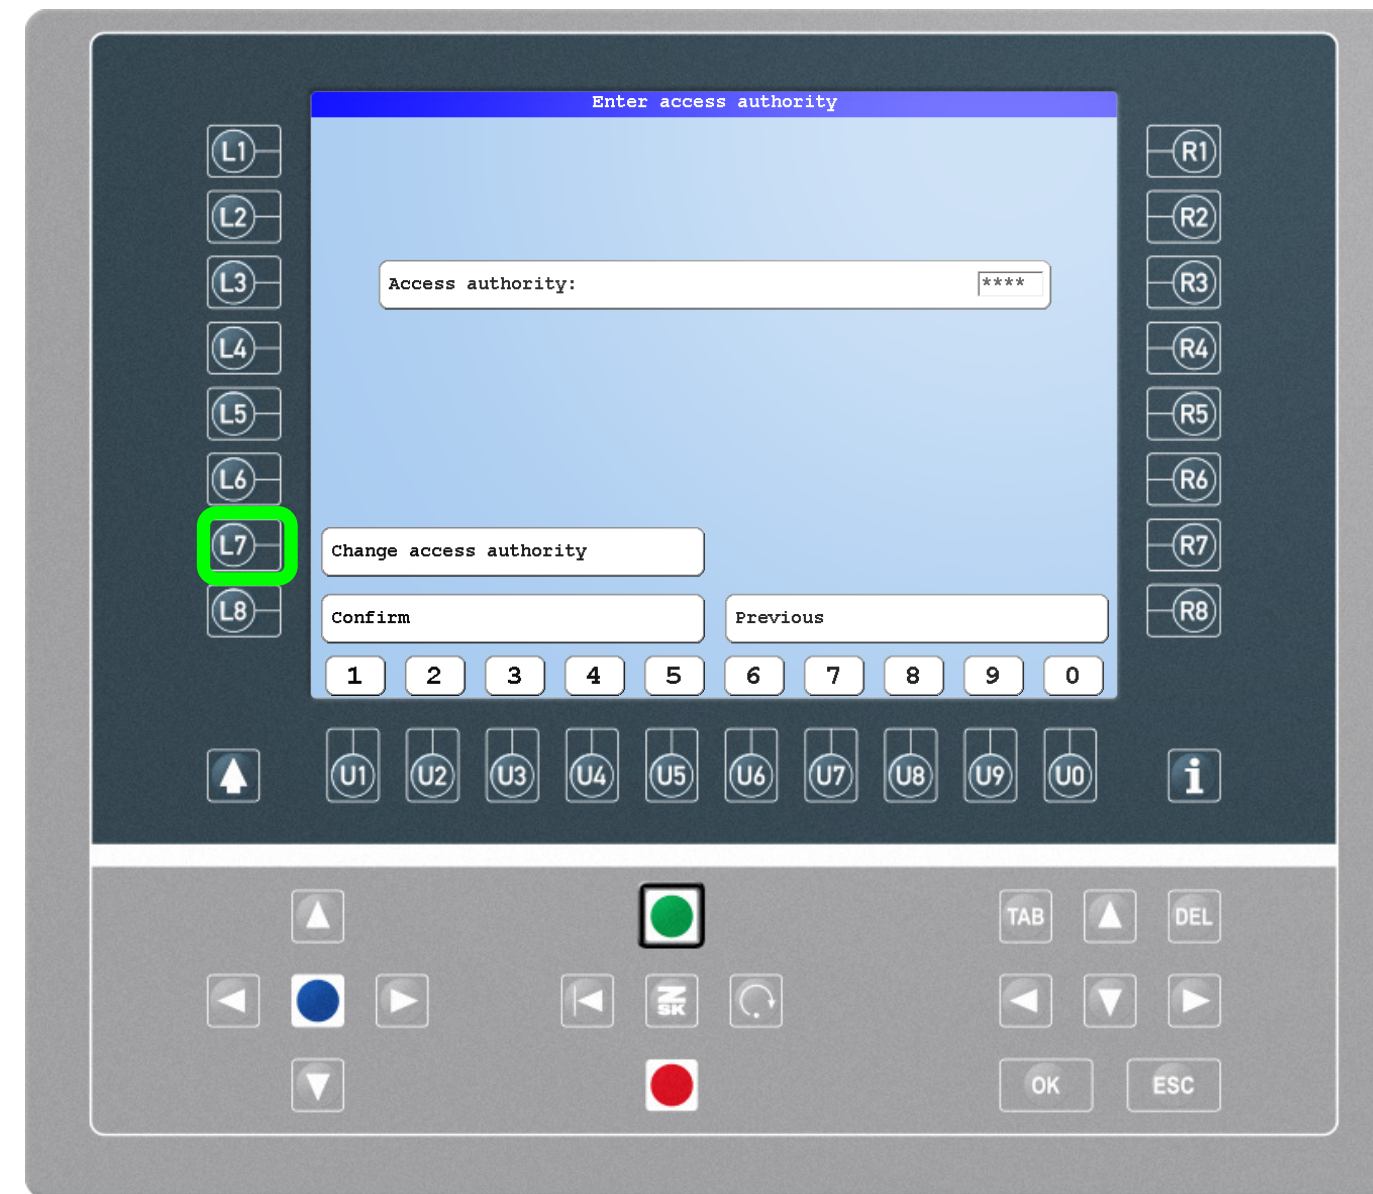 Enter access authority
L1
R1
L2
R2
L3
Access authority:
****
R3
L4
R4
L5
R5
L6
R6
L7
Change access authority
R7
L8
Confirm
Previous
R8
1 2 3 4 5 6 7 8 9 0
U1 U2 U3 U4 U5 U6 U7 U8 U9 U0
i
TAB
DEL
ZSK
OK
ESC